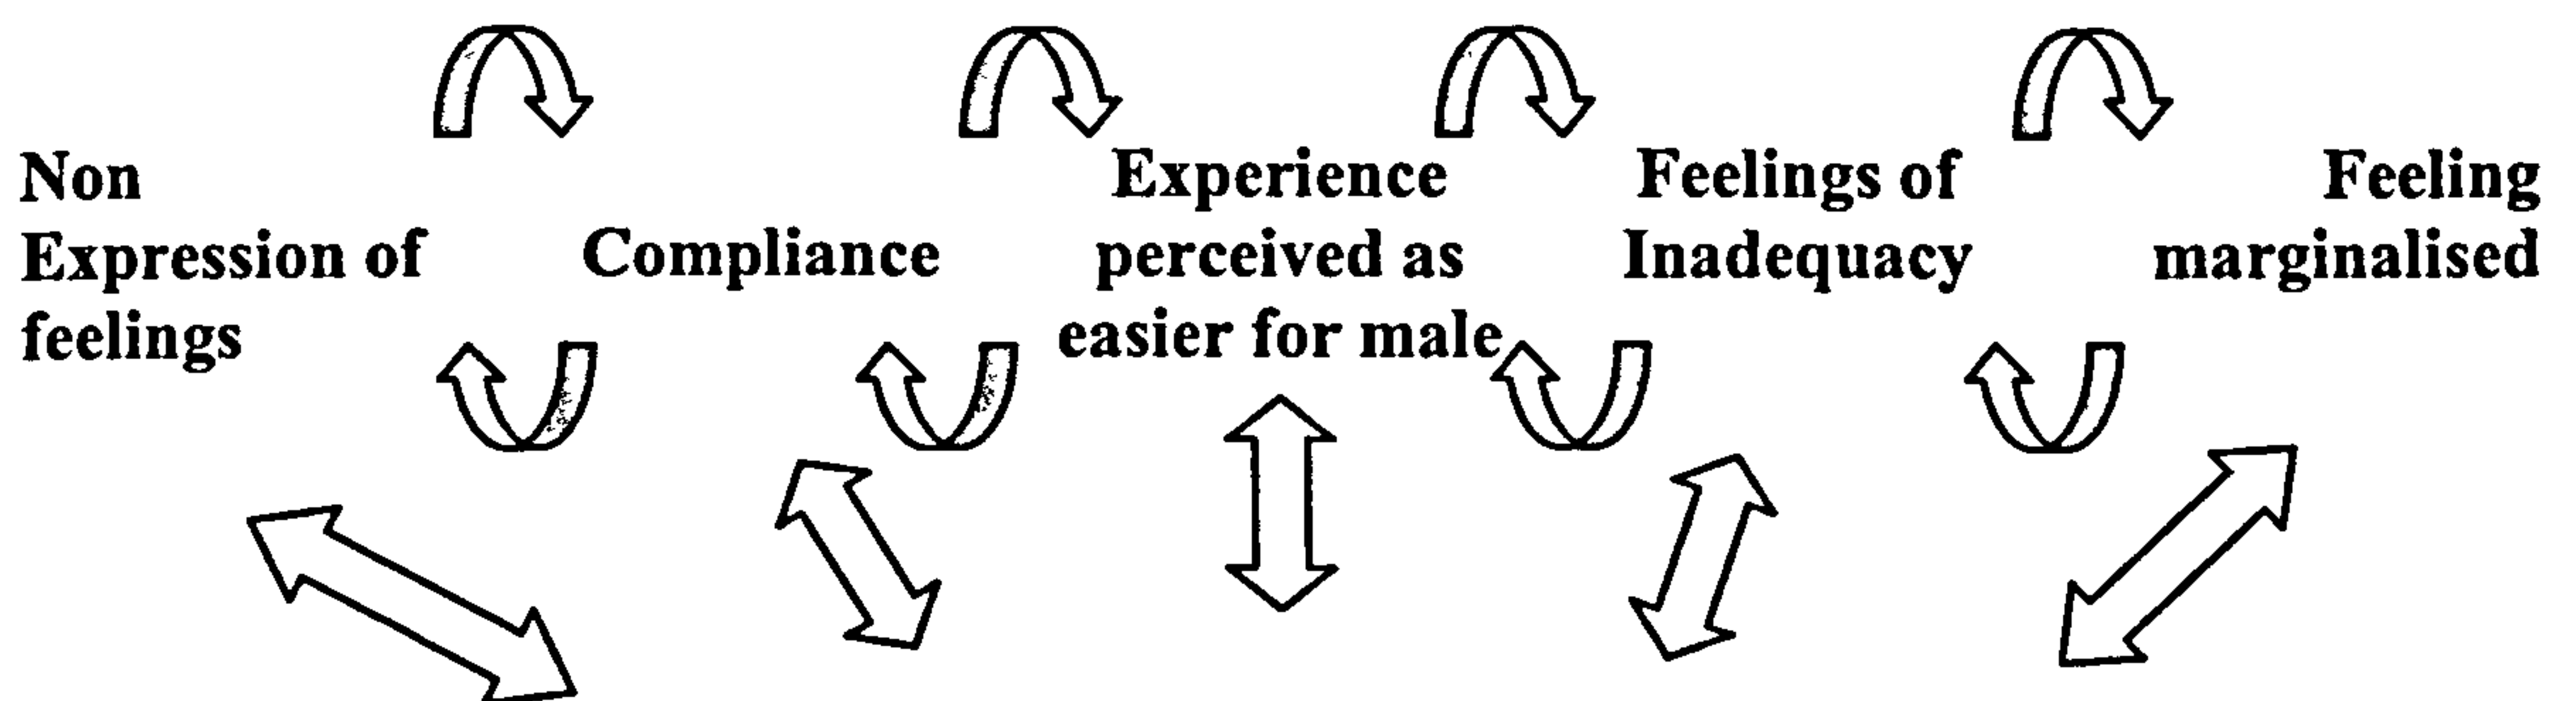 Non
Expression of
feelings
Compliance
Experience
perceived as
easier for male
Feelings of
Inadequacy
Feeling
marginalised